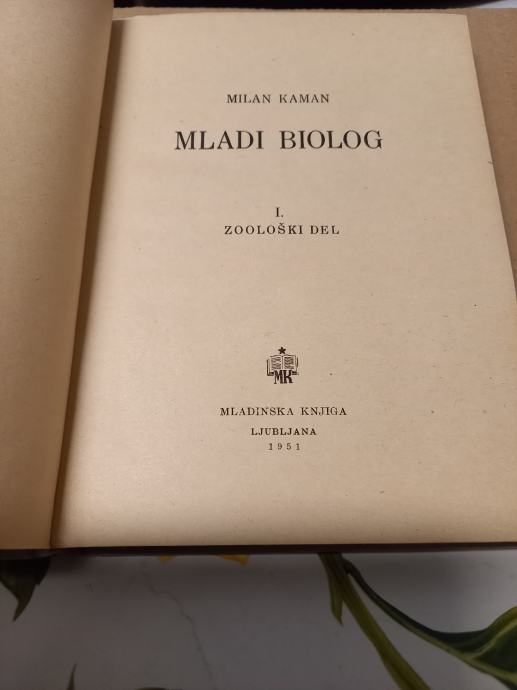 MILAN KAMAN
MLADI BIOLOG
I.
ZOOLOŠKI DEL
MK
MLADINSKA KNJIGA
LJUBLJANA
1951